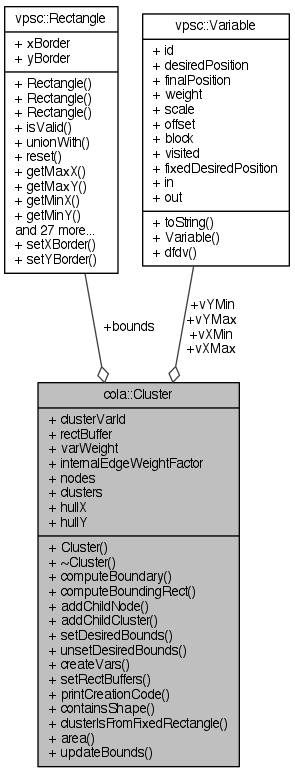 vpsc::Rectangle
+ xBorder
+ yBorder
+ Rectangle()
+ Rectangle()
+ Rectangle()
+ isValid()
+ unionWith()
+ reset()
+ getMaxX()
+ getMaxY()
+ getMinX()
+ getMinY()
and 27 more...
+ setXBorder()
+ setYBorder()
vpsc::Variable
+ id
+ desiredPosition
+ finalPosition
+ weight
+ scale
+ offset
+ block
+ visited
+ fixedDesiredPosition
+ in
+ out
+ toString()
+ Variable()
+ dfdv()
+bounds
+vYMin
+vYMax
+vXMin
+vXMax
cola::Cluster
+ clusterVarId
+ rectBuffer
+ varWeight
+ internalEdgeWeightFactor
+ nodes
+ clusters
+ hullX
+ hullY
+ Cluster()
+ ~Cluster()
+ computeBoundary()
+ computeBoundingRect()
+ addChildNode()
+ addChildCluster()
+ setDesiredBounds()
+ unsetDesiredBounds()
+ createVars()
+ setRectBuffers()
+ printCreationCode()
+ containsShape()
+ clusterIsFromFixedRectangle()
+ area()
+ updateBounds()